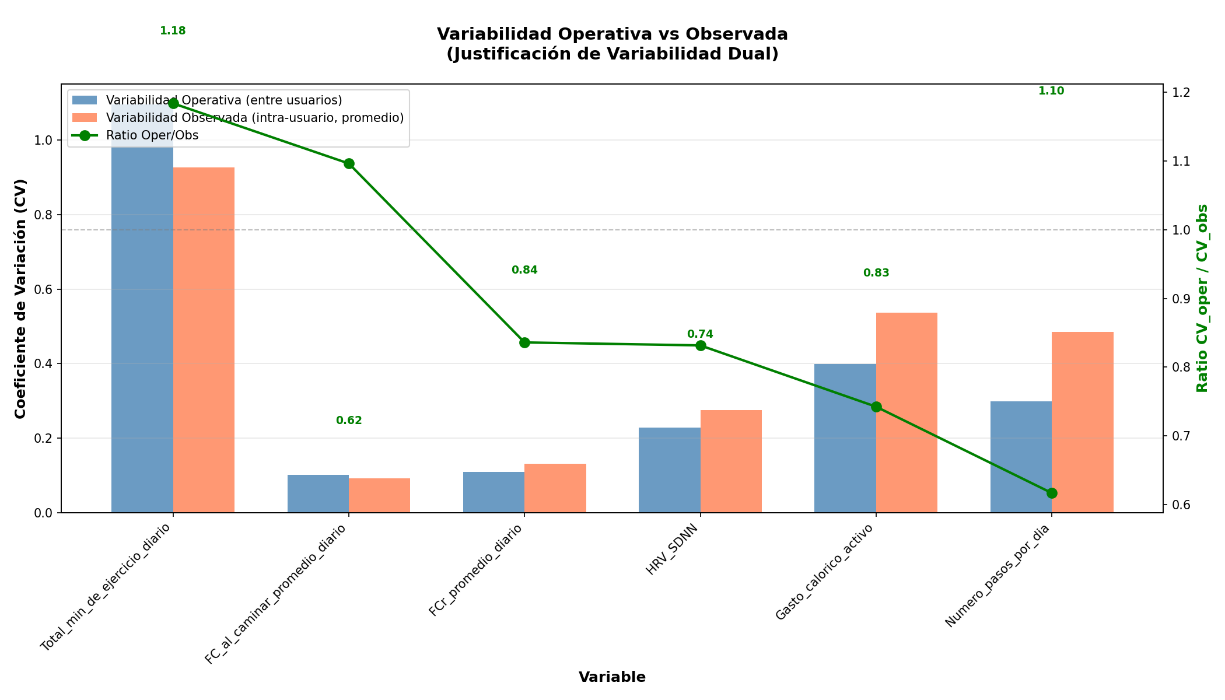 1.18
Variabilidad Operativa vs Observada
(Justificación de Variabilidad Dual)
1.10
Variabilidad Operativa (entre usuarios)
Variabilidad Observada (intra-usuario, promedio)
Ratio Oper/Obs
Coeficiente de Variación (CV)
1.0
0.8
0.6
0.4
0.2
0.0
0.62
0.84
0.74
0.83
1.2
1.1
1.0
0.9
0.8
0.7
0.6
Ratio CV_oper / CV_obs
Total_min_de_ejercicio_diario
FC_al_caminar_promedio_diario
FCr_promedio_diario
HRV_SDNN
Gasto_calorico_activo
Numero_pasos_por_dia
Variable